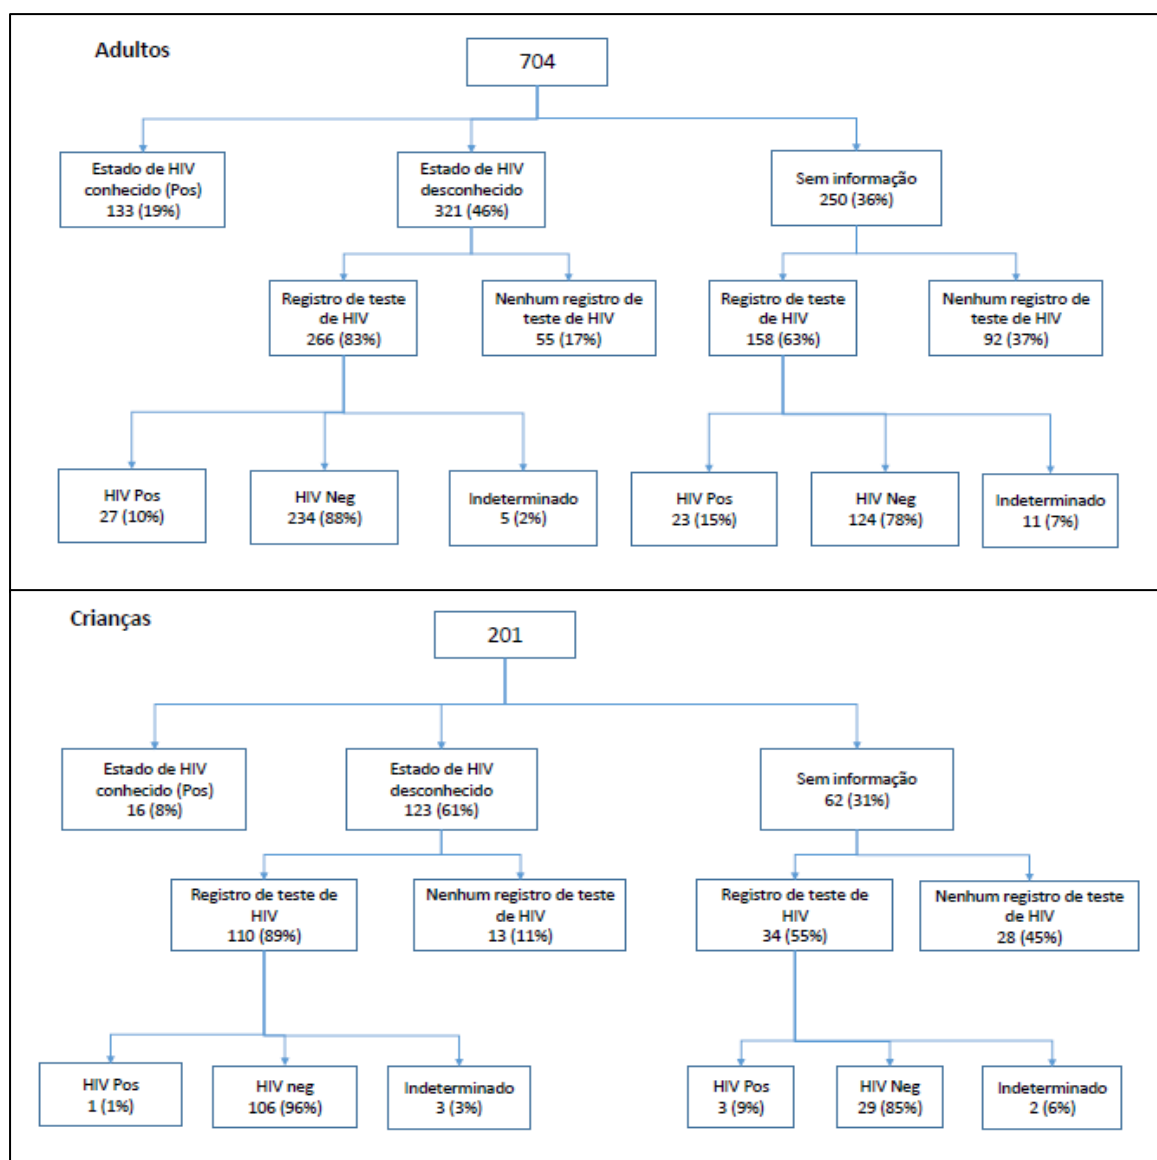 Adultos
704
Estado de HIV
conhecido (Pos)
133 (19%)
Estado de HIV
desconhecido
321 (46%)
Sem informação
250 (36%)
Registro de teste
de HIV
266 (83%)
Nenhum registro de
teste de HIV
55 (17%)
Registro de teste
de HIV
158 (63%)
Nenhum registro de
teste de HIV
92 (37%)
HIV Pos
27 (10%)
HIV Neg
234 (88%)
Indeterminado
5 (2%)
HIV Pos
23 (15%)
HIV Neg
124 (78%)
Indeterminado
11 (7%)
Crianças
201
Estado de HIV
conhecido (Pos)
16 (8%)
Estado de HIV
desconhecido
123 (61%)
Sem informação
62 (31%)
Registro de teste de
HIV
110 (89%)
Nenhum registro de teste
de HIV
13 (11%)
Registro de teste de
HIV
34 (55%)
Nenhum registro de teste
de HIV
28 (45%)
HIV Pos
1 (1%)
HIV neg
106 (96%)
Indeterminado
3 (3%)
HIV Pos
3 (9%)
HIV Neg
29 (85%)
Indeterminado
2 (6%)